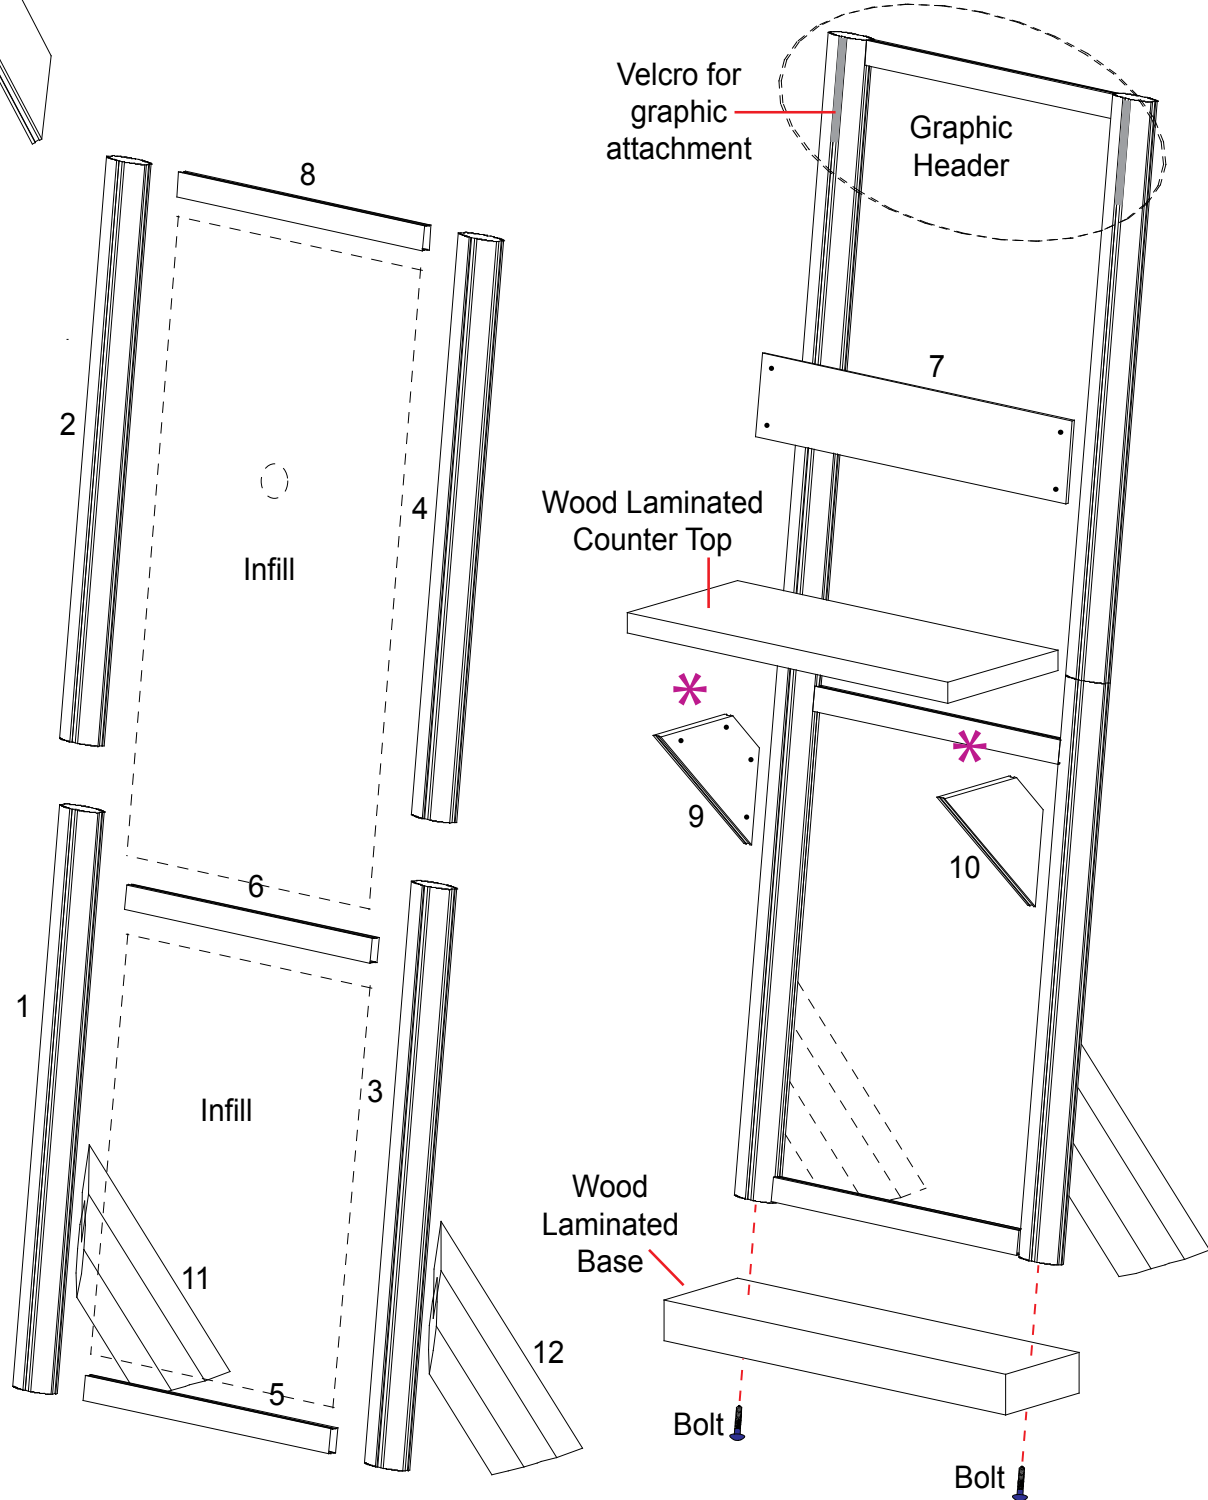 8
2
4
Infill
6
1
3
Infill
11
12
5
Velcro for
graphic
attachment
Graphic
Header
7
Wood Laminated
Counter Top
*
*
9
10
Wood
Laminated
Base
Bolt
Bolt